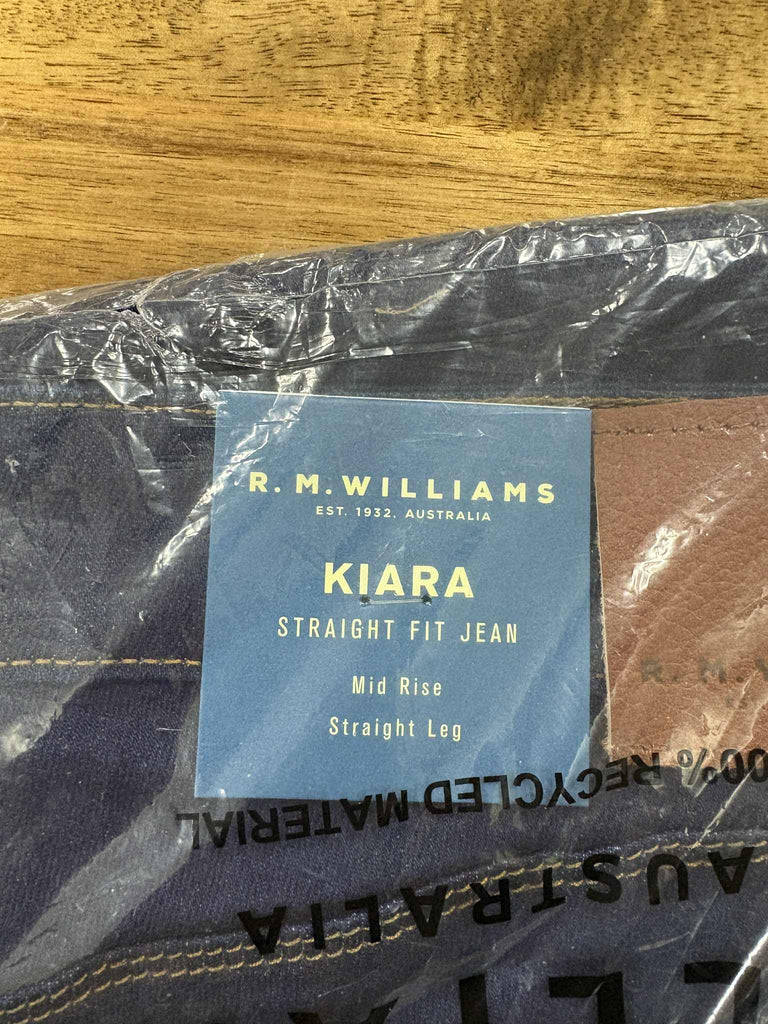 R. M. WILLIAMS
EST. 1932, AUSTRALIA
KIARA
STRAIGHT FIT JEAN
Mid Rise
Straight Leg
R. M.
RECYCLED MATERIAL
AUSTRALIA